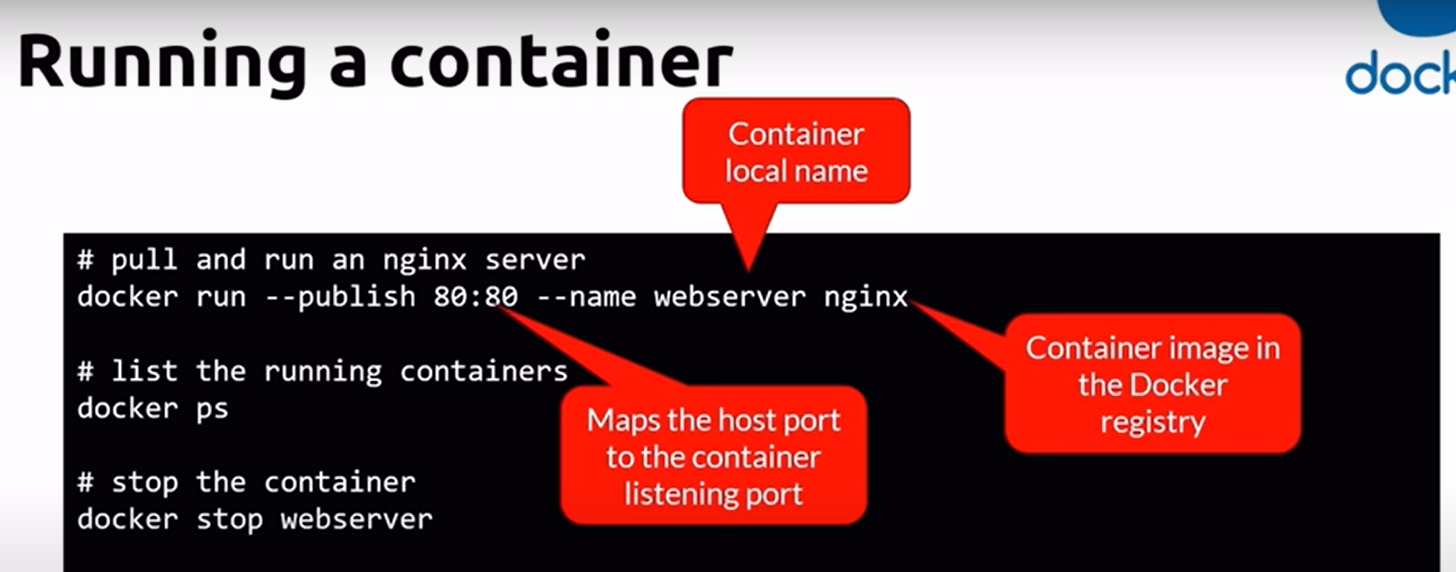 Running a container
dock
Container
local name
# pull and run an nginx server
docker run --publish 80:80 --name webserver nginx
Container image in
the Docker
registry
# list the running containers
docker ps
Maps the host port
to the container
listening port
# stop the container
docker stop webserver